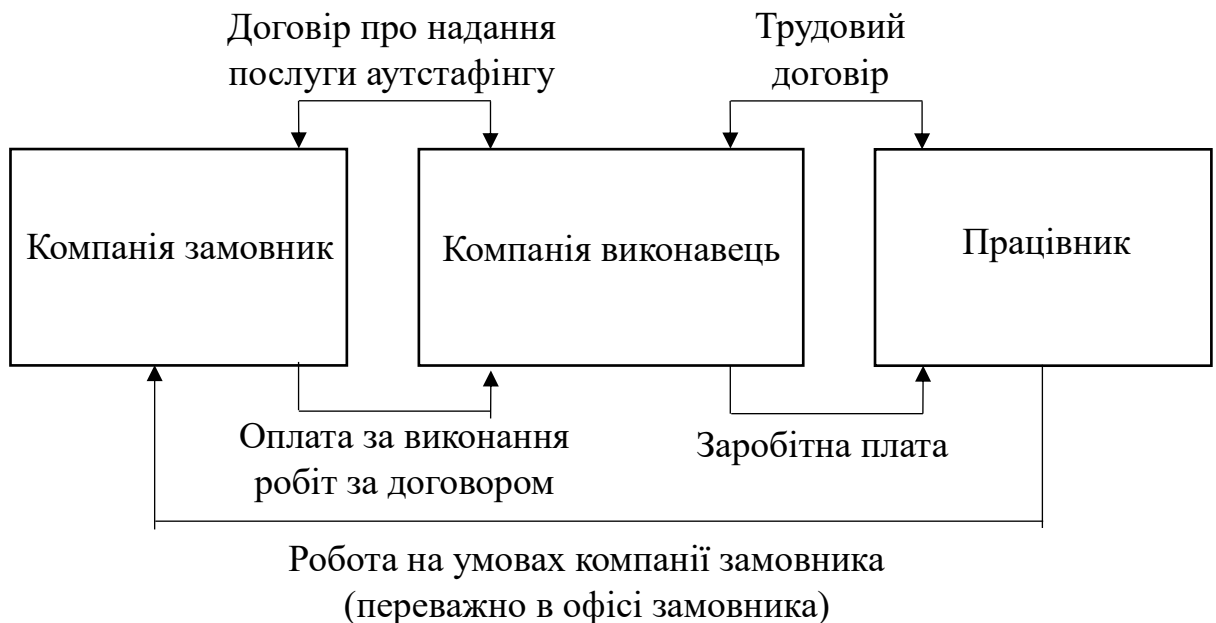 Договір про надання
послуги аутстафінгу
Трудовий
договір
Компанія замовник
Компанія виконавець
Працівник
Оплата за виконання
робіт за договором
Заробітна плата
Робота на умовах компанії замовника
(переважно в офісі замовника)